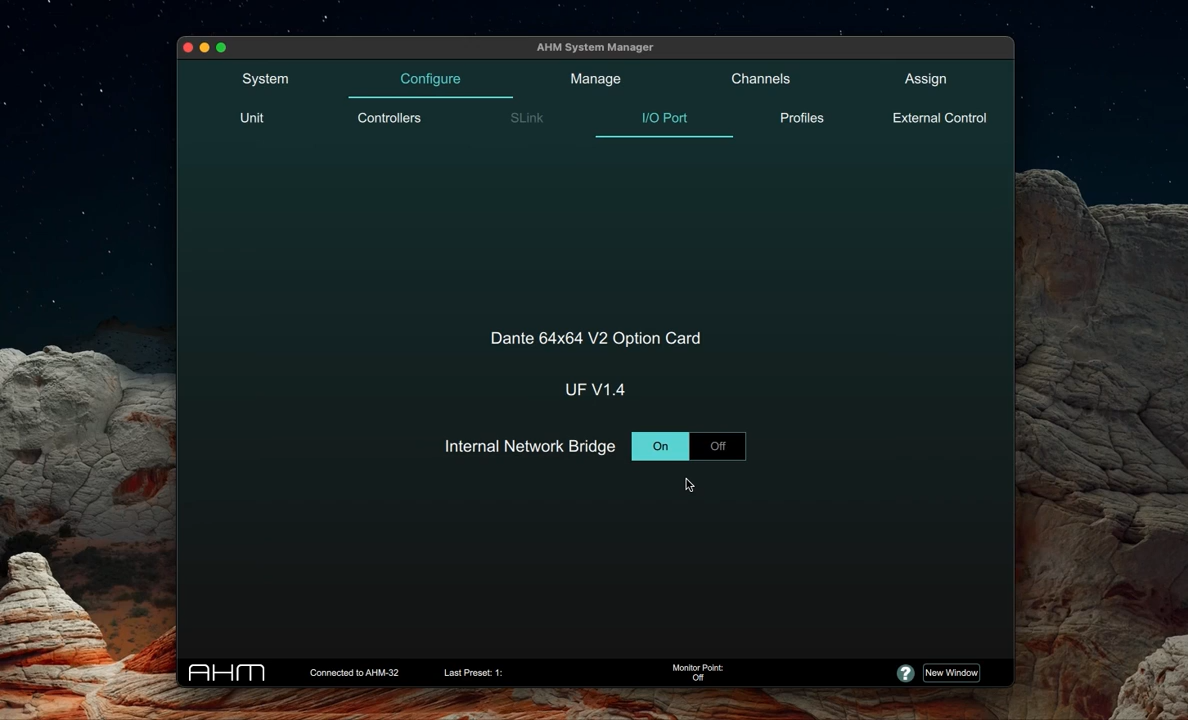 AHM System Manager
System Configure Manage Channels Assign
Unit Controllers SLink I/O Port Profiles External Control
Dante 64x64 V2 Option Card
UF V1.4
Internal Network Bridge On Off
AHM Connected to AHM-32 Last Preset: 1: Monitor Point: ? New Window
Off